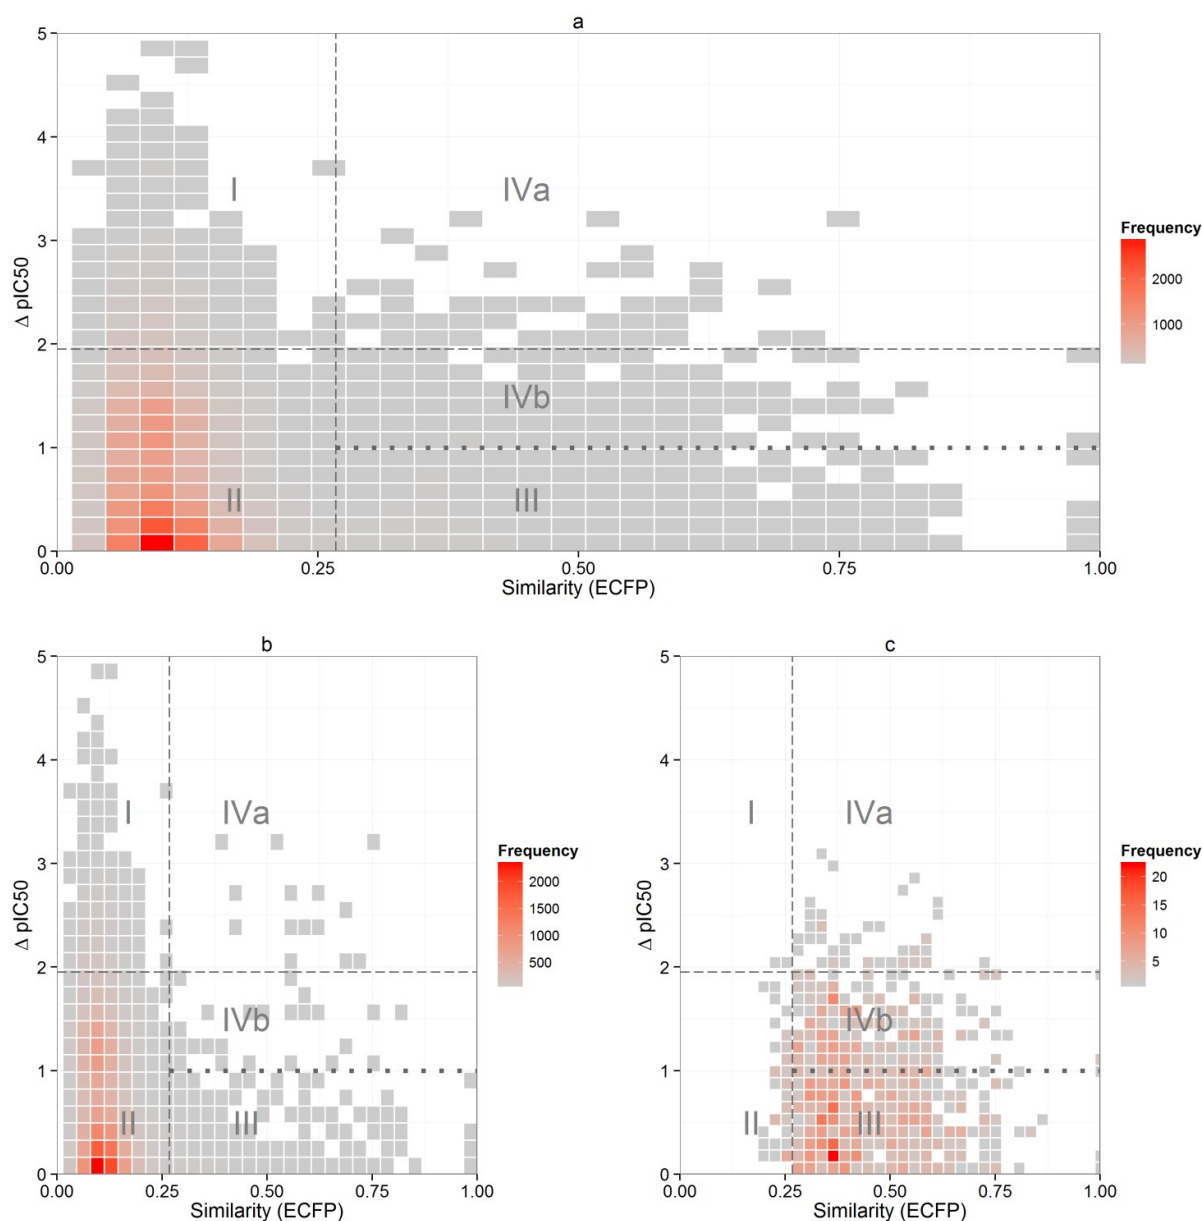 a
5
4
3
2
1
0
Δ pIC50
I
IVa
IVb
II
III
0.00
0.25
0.50
0.75
1.00
Similarity (ECFP)
Frequency
2000
1000
b
5
4
3
2
1
0
Δ pIC50
I
IVa
IVb
II
III
0.00
0.25
0.50
0.75
1.00
Similarity (ECFP)
Frequency
2000
1500
1000
500
c
5
4
3
2
1
0
Δ pIC50
I
IVa
IVb
II
III
0.00
0.25
0.50
0.75
1.00
Similarity (ECFP)
Frequency
20
15
10
5